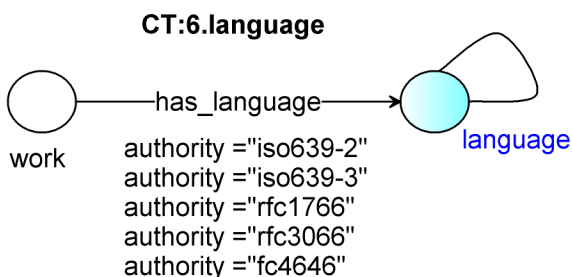 CT:6.language
has_language
work
language
authority ="iso639-2"
authority ="iso639-3"
authority ="rfc1766"
authority ="rfc3066"
authority ="fc4646"